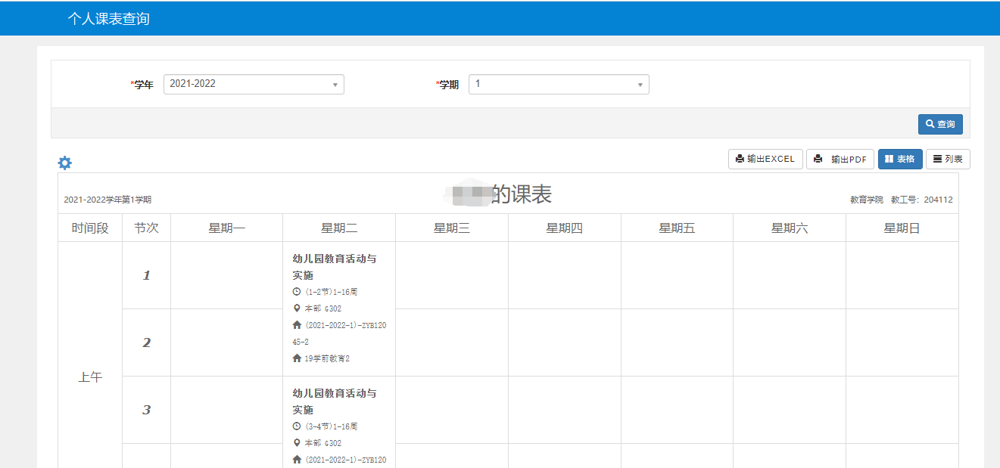 个人课表查询
*学年 2021-2022 *学期 1
查询
输出EXCEL 输出PDF 表格 列表
的课表
2021-2022学年第1学期 教育学院 教工号：204112
时间段 节次 星期一 星期二 星期三 星期四 星期五 星期六 星期日
上午
1
幼儿园教育活动与
实施
(1-2节)1-16周
本部 G302
(2021-2022-1)-ZYB120
45-2
19学前教育2
2
3
幼儿园教育活动与
实施
(3-4节)1-16周
本部 G302
(2021-2022-1)-ZYB120